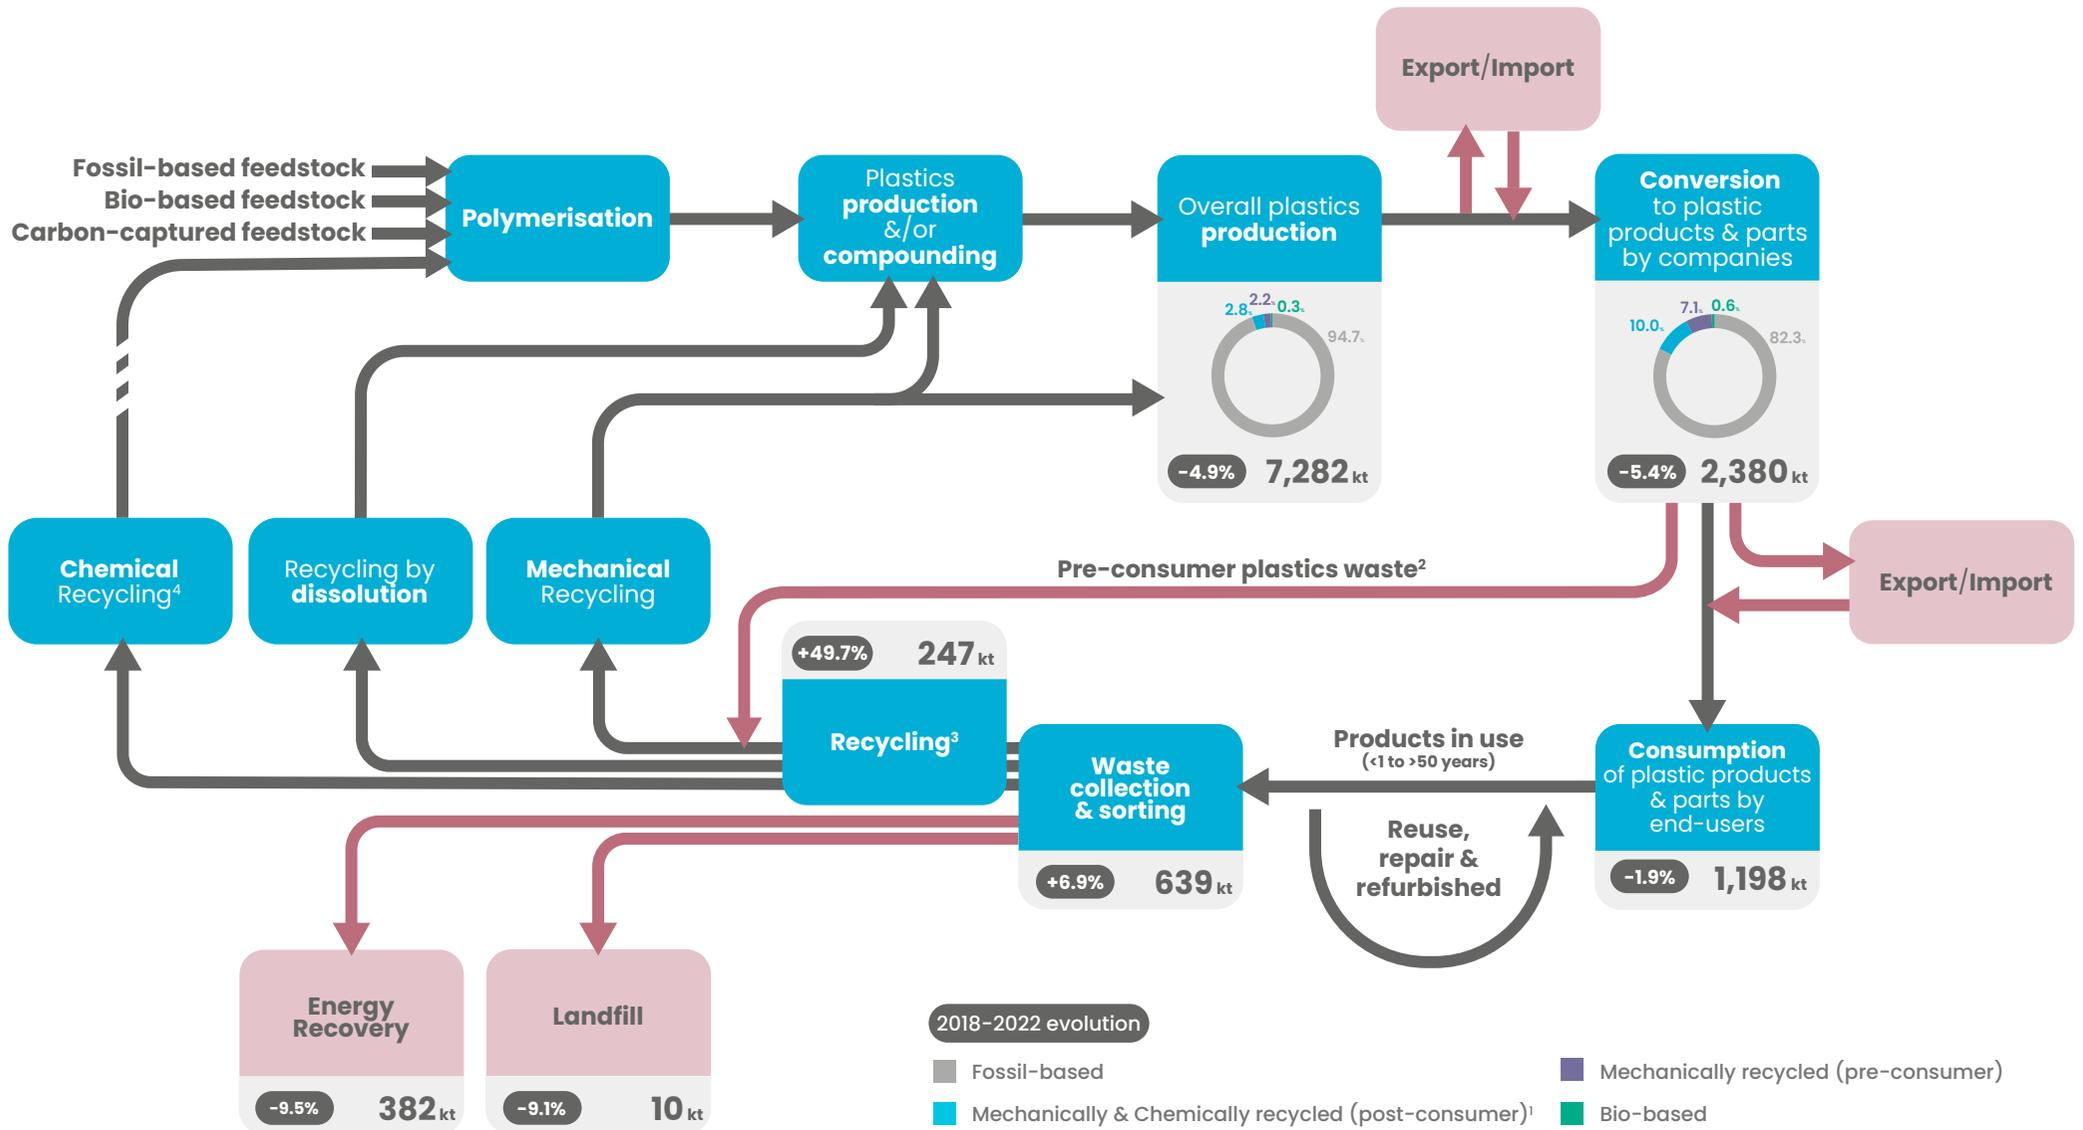 Export/Import
Fossil-based feedstock
Bio-based feedstock
Carbon-captured feedstock
Polymerisation
Plastics
production
&/or
compounding
Overall plastics
production
Conversion
to plastic
products & parts
by companies
2.8%
2.2%
0.3%
94.7%
-4.9%
7,282 kt
10.0%
7.1%
0.6%
82.3%
-5.4%
2,380 kt
Chemical
Recycling⁴
Recycling by
dissolution
Mechanical
Recycling
Pre-consumer plastics waste²
Export/Import
+49.7%
247 kt
Recycling³
Waste
collection
& sorting
+6.9%
639 kt
Products in use
(<1 to >50 years)
Reuse,
repair &
refurbished
Consumption
of plastic products
& parts by
end-users
-1.9%
1,198 kt
Energy
Recovery
-9.5%
382 kt
Landfill
-9.1%
10 kt
2018-2022 evolution
Fossil-based
Mechanically & Chemically recycled (post-consumer)¹
Mechanically recycled (pre-consumer)
Bio-based